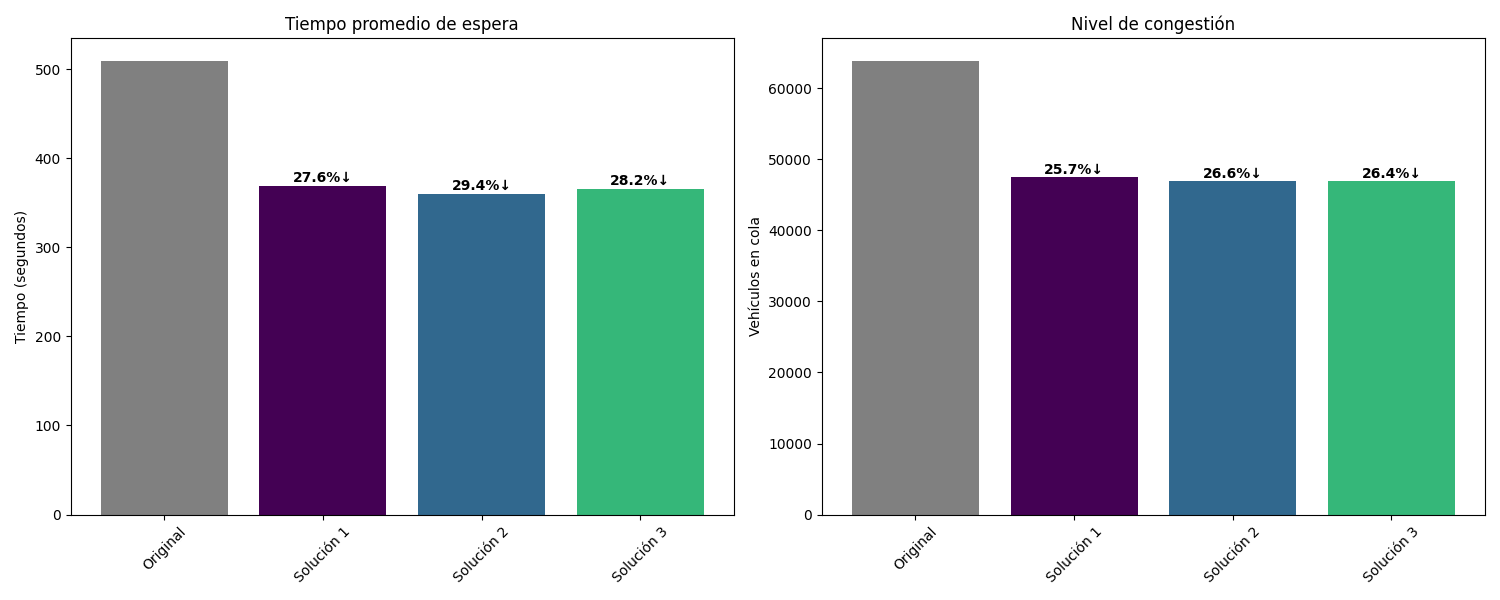 Tiempo promedio de espera
Tiempo (segundos)
500
400
300
200
100
0
27.6%↓
29.4%↓
28.2%↓
Original
Solución 1
Solución 2
Solución 3
Nivel de congestión
Vehículos en cola
60000
50000
40000
30000
20000
10000
0
25.7%↓
26.6%↓
26.4%↓
Original
Solución 1
Solución 2
Solución 3